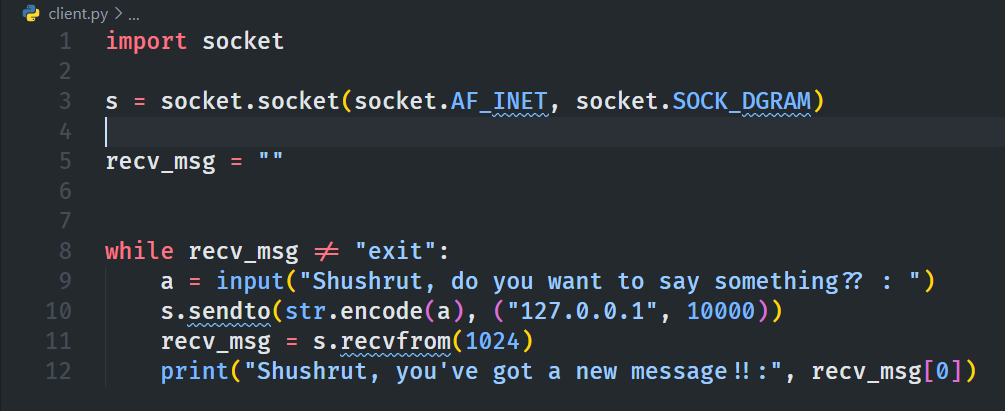 client.py > ...
1 import socket
2
3 s = socket.socket(socket.AF_INET, socket.SOCK_DGRAM)
4
5 recv_msg = ""
6
7
8 while recv_msg != "exit":
9     a = input("Shushrut, do you want to say something?? : ")
10     s.sendto(str.encode(a), ("127.0.0.1", 10000))
11     recv_msg = s.recvfrom(1024)
12     print("Shushrut, you've got a new message!!:", recv_msg[0])